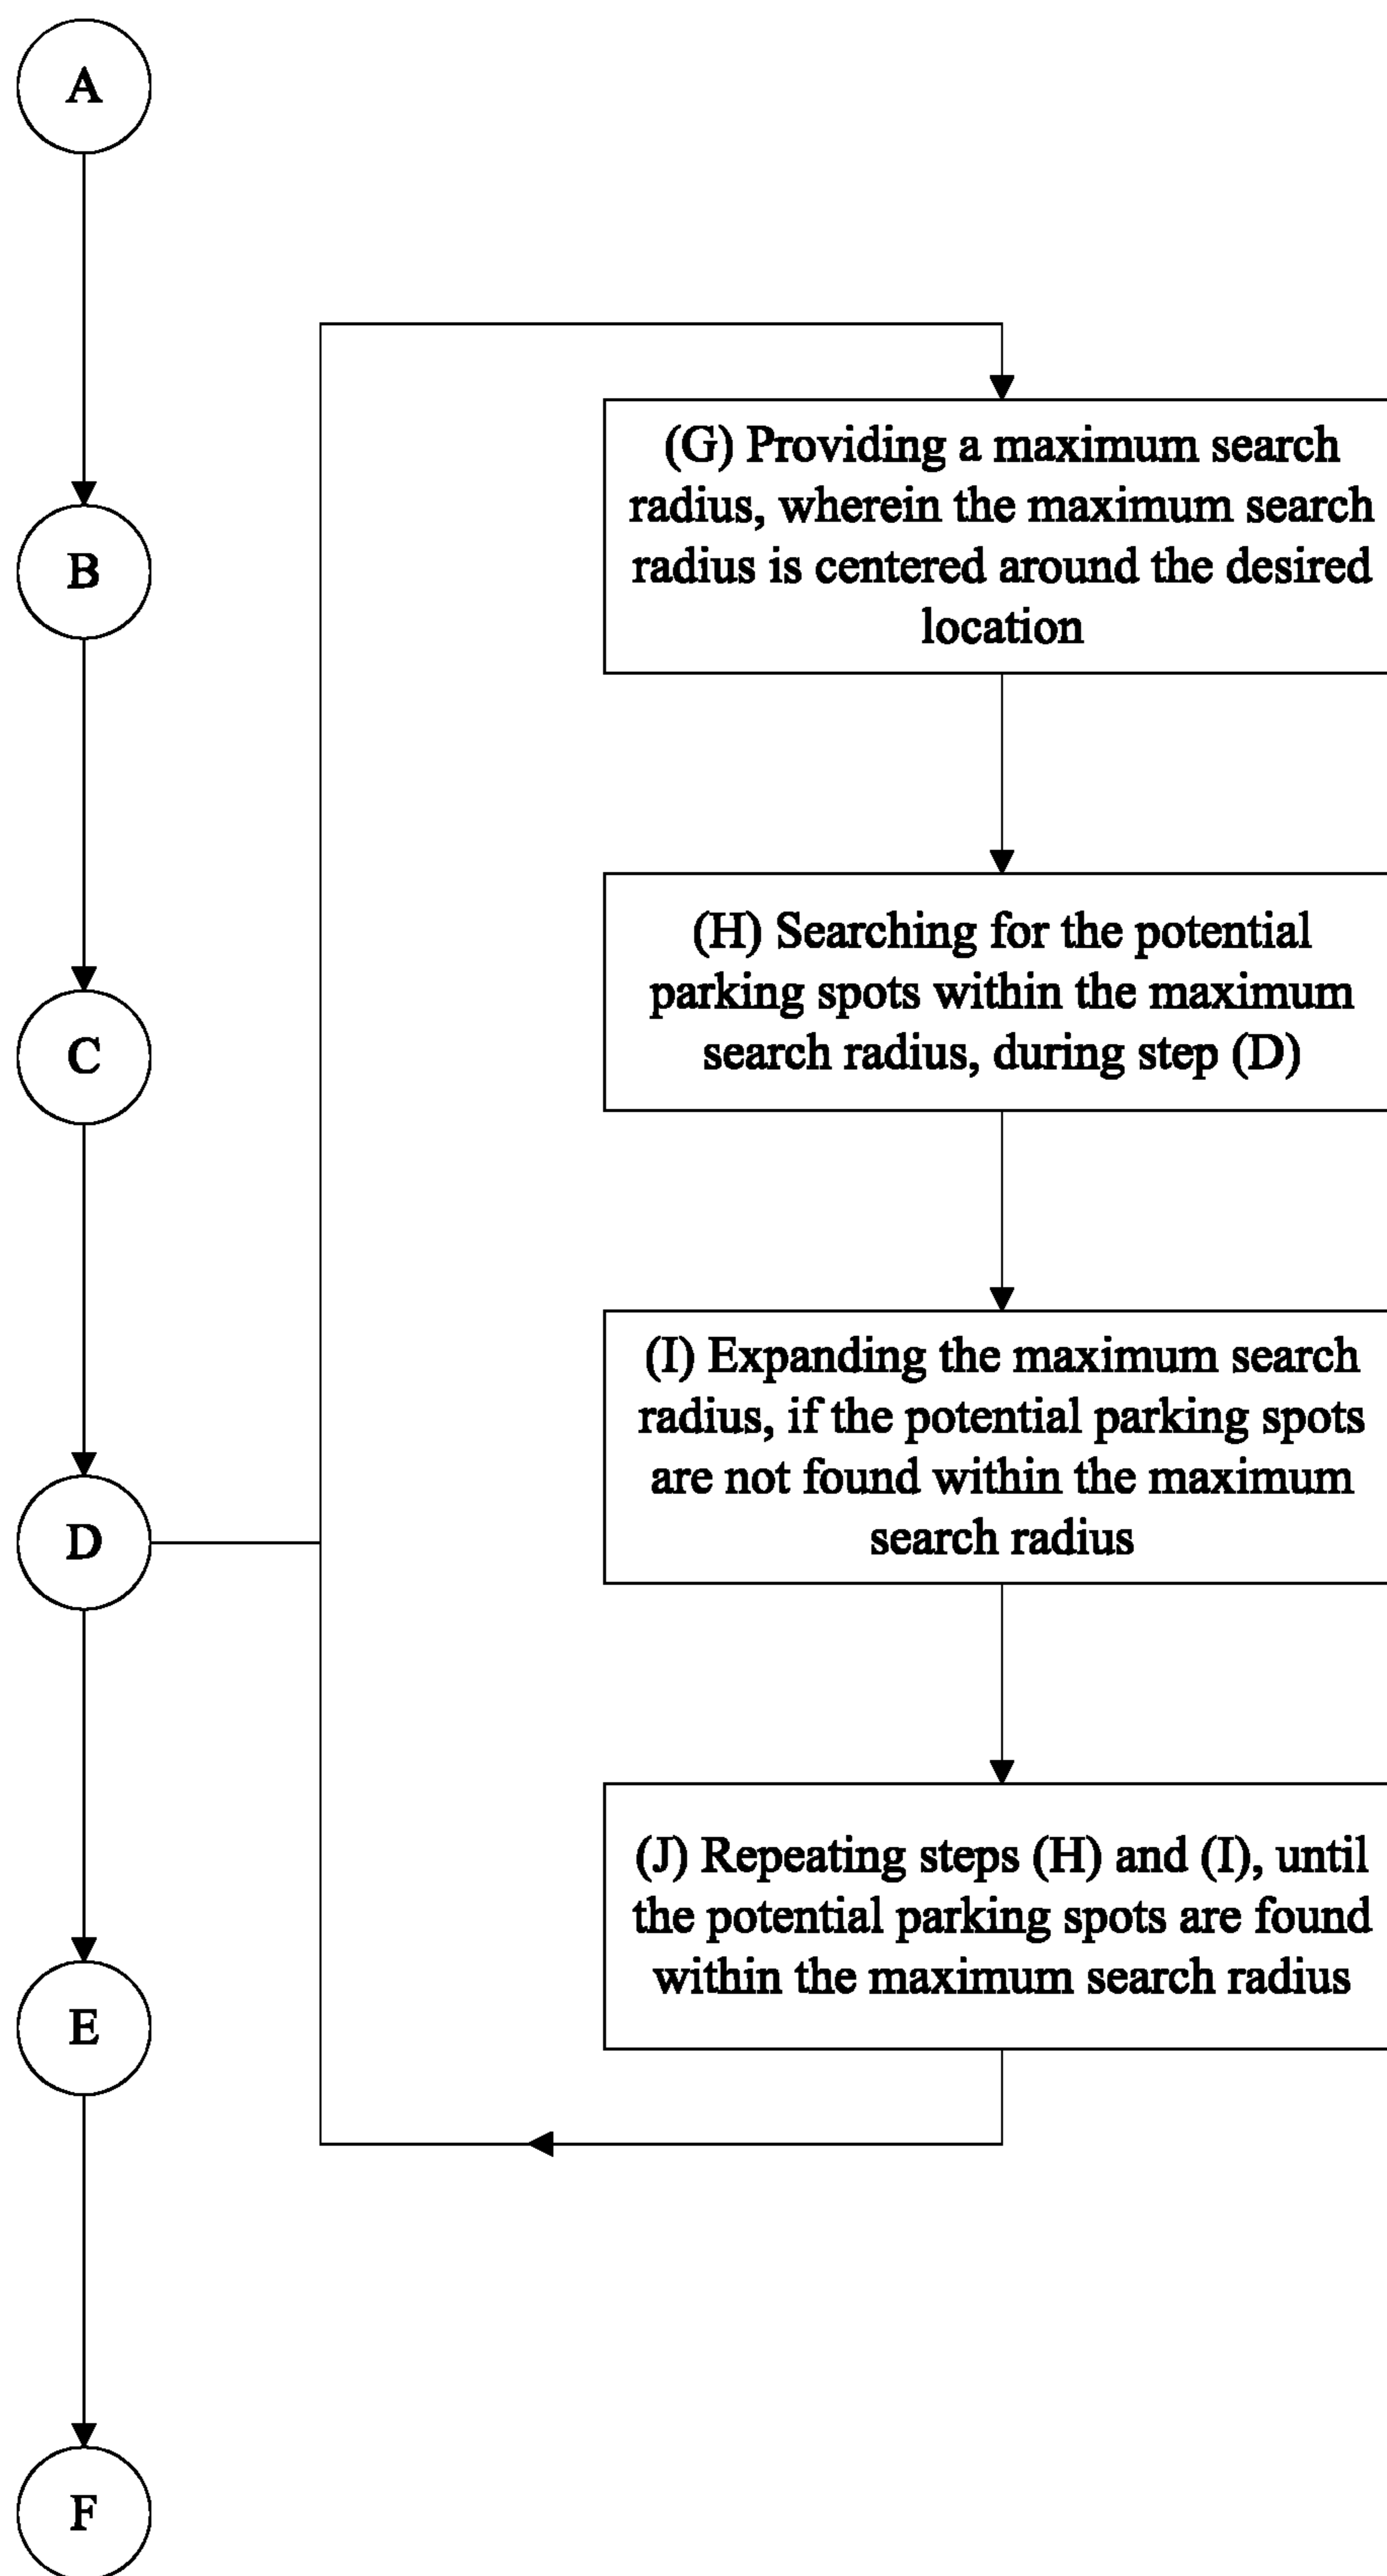 A
B
C
D
E
F
(G) Providing a maximum search
radius, wherein the maximum search
radius is centered around the desired
location
(H) Searching for the potential
parking spots within the maximum
search radius, during step (D)
(I) Expanding the maximum search
radius, if the potential parking spots
are not found within the maximum
search radius
(J) Repeating steps (H) and (I), until
the potential parking spots are found
within the maximum search radius